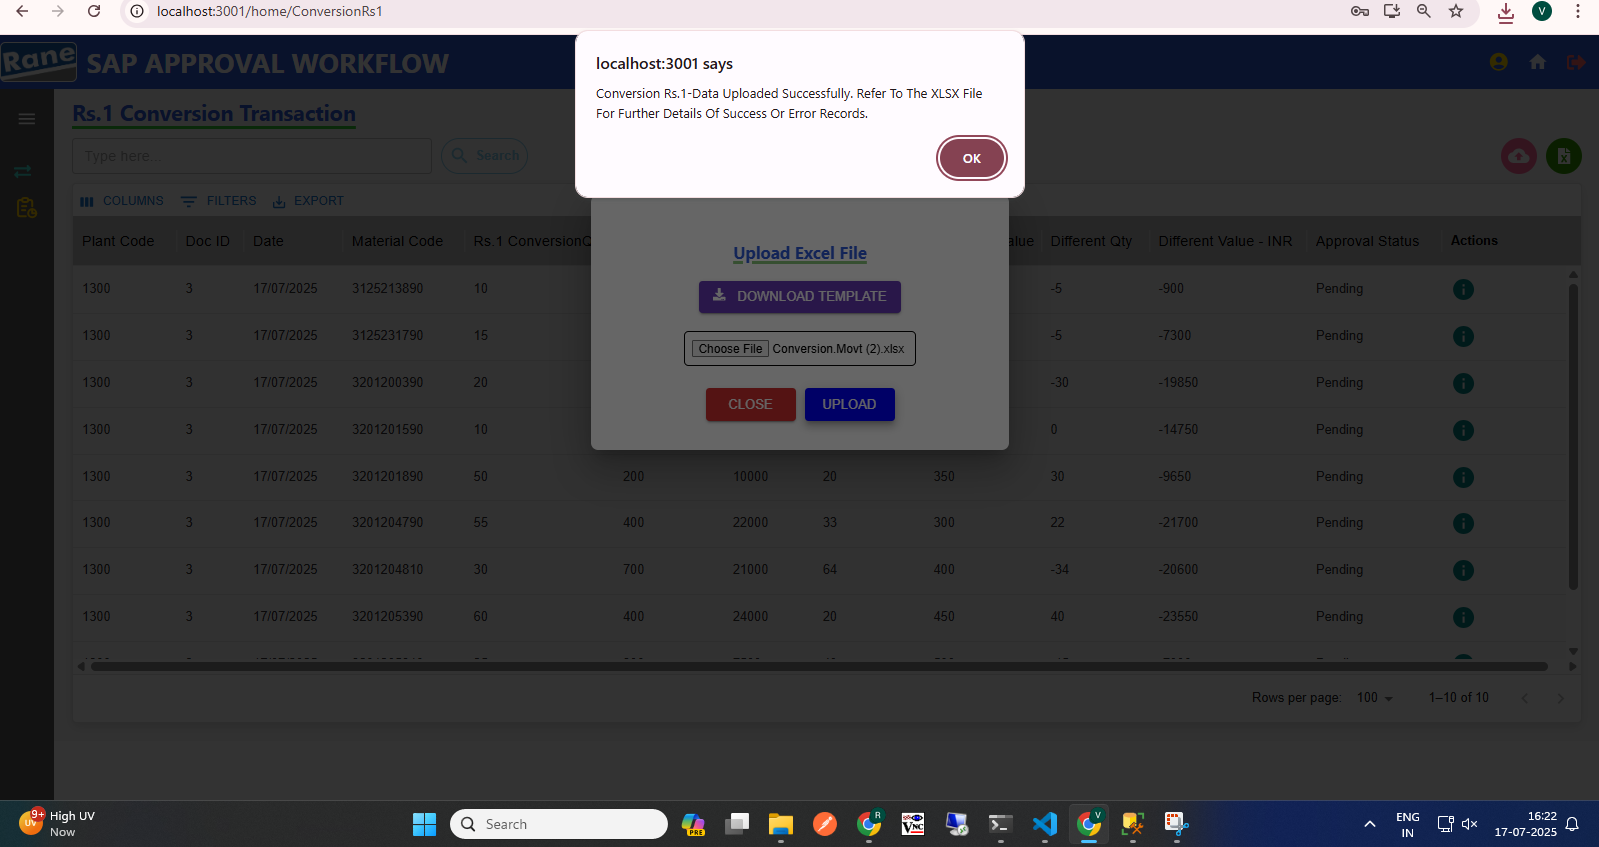 localhost:3001/home/ConversionRs1
V
Rane SAP APPROVAL WORKFLOW
localhost:3001 says
Conversion Rs.1-Data Uploaded Successfully. Refer To The XLSX File
For Further Details Of Success Or Error Records.
OK
Rs.1 Conversion Transaction
Type here... Search
COLUMNS FILTERS EXPORT
Plant Code Doc ID Date Material Code Rs.1 ConversionQ alue Different Qty Different Value - INR Approval Status Actions
Upload Excel File
DOWNLOAD TEMPLATE
Choose File Conversion.Movt (2).xlsx
CLOSE UPLOAD
1300 3 17/07/2025 3125213890 10 -5 -900 Pending
1300 3 17/07/2025 3125231790 15 -5 -7300 Pending
1300 3 17/07/2025 3201200390 20 -30 -19850 Pending
1300 3 17/07/2025 3201201590 10 0 -14750 Pending
1300 3 17/07/2025 3201201890 50 200 10000 20 350 30 -9650 Pending
1300 3 17/07/2025 3201204790 55 400 22000 33 300 22 -21700 Pending
1300 3 17/07/2025 3201204810 30 700 21000 64 400 -34 -20600 Pending
1300 3 17/07/2025 3201205390 60 400 24000 20 450 40 -23550 Pending
Rows per page: 100 1–10 of 10
9+
UV
High UV
Now
Search
PRE
R
VNC
V
ENG
IN
16:22
17-07-2025